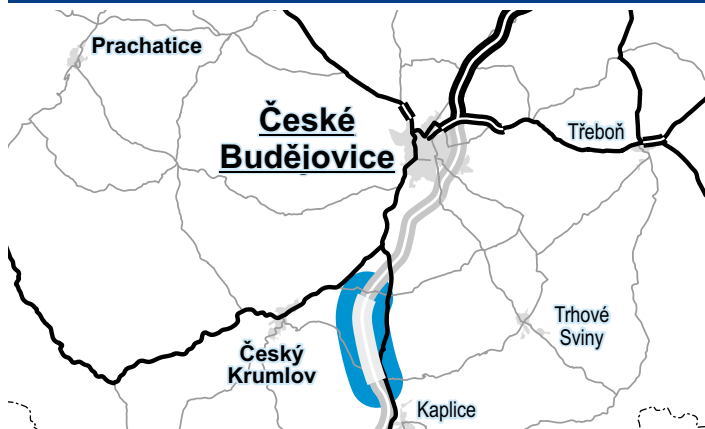 Prachatice
České
Budějovice
Třeboň
Trhové
Sviny
Český
Krumlov
Kaplice